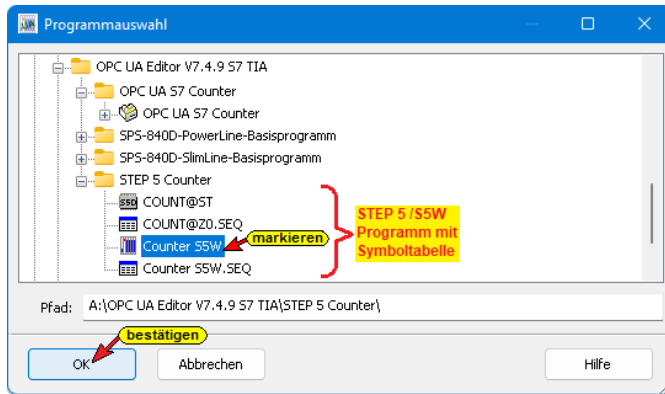 Programmauswahl
OPC UA Editor V7.4.9 S7 TIA
OPC UA S7 Counter
OPC UA S7 Counter
SPS-840D-PowerLine-Basisprogramm
SPS-840D-SlimLine-Basisprogramm
STEP 5 Counter
S5D COUNT@ST
COUNT@Z0.SEQ
Counter S5W
markieren
Counter S5W.SEQ
STEP 5 /S5W
Programm mit
Symboltabelle
Pfad: A:\OPC UA Editor V7.4.9 S7 TIA\STEP 5 Counter\
bestätigen
OK Abbrechen Hilfe